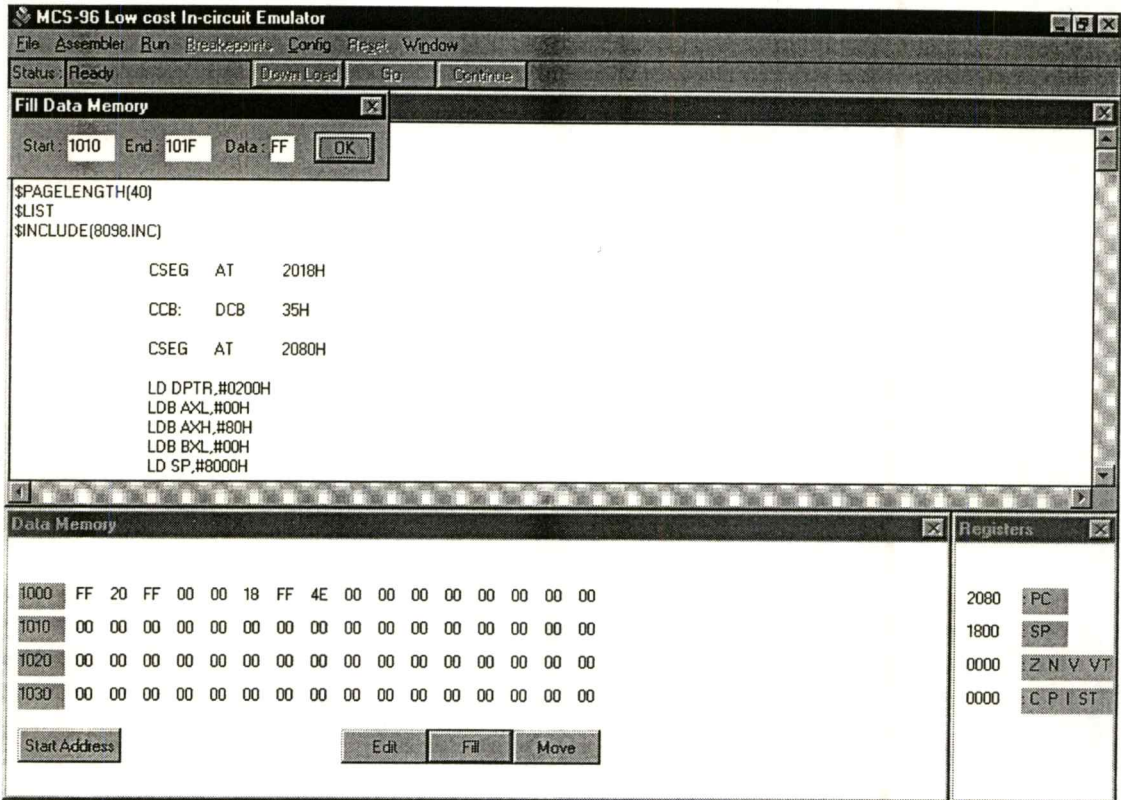 MCS-96 Low cost In-circuit Emulator
File Assembler Run Breakepoints Config Reset Window
Status : Ready Down Load Go Continue
Fill Data Memory
Start : 1010 End : 101F Data : FF OK
$PAGELENGTH(40)
$LIST
$INCLUDE(8098.INC)
CSEG AT 2018H
CCB: DCB 35H
CSEG AT 2080H
LD DPTR,#0200H
LDB AXL,#00H
LDB AXH,#80H
LDB BXL,#00H
LD SP,#8000H
Data Memory
1000 FF 20 FF 00 00 18 FF 4E 00 00 00 00 00 00 00 00
1010 00 00 00 00 00 00 00 00 00 00 00 00 00 00 00 00
1020 00 00 00 00 00 00 00 00 00 00 00 00 00 00 00 00
1030 00 00 00 00 00 00 00 00 00 00 00 00 00 00 00 00
Start Address Edit Fill Move
Registers
2080 : PC
1800 : SP
0000 : Z N V VT
0000 : C P I ST